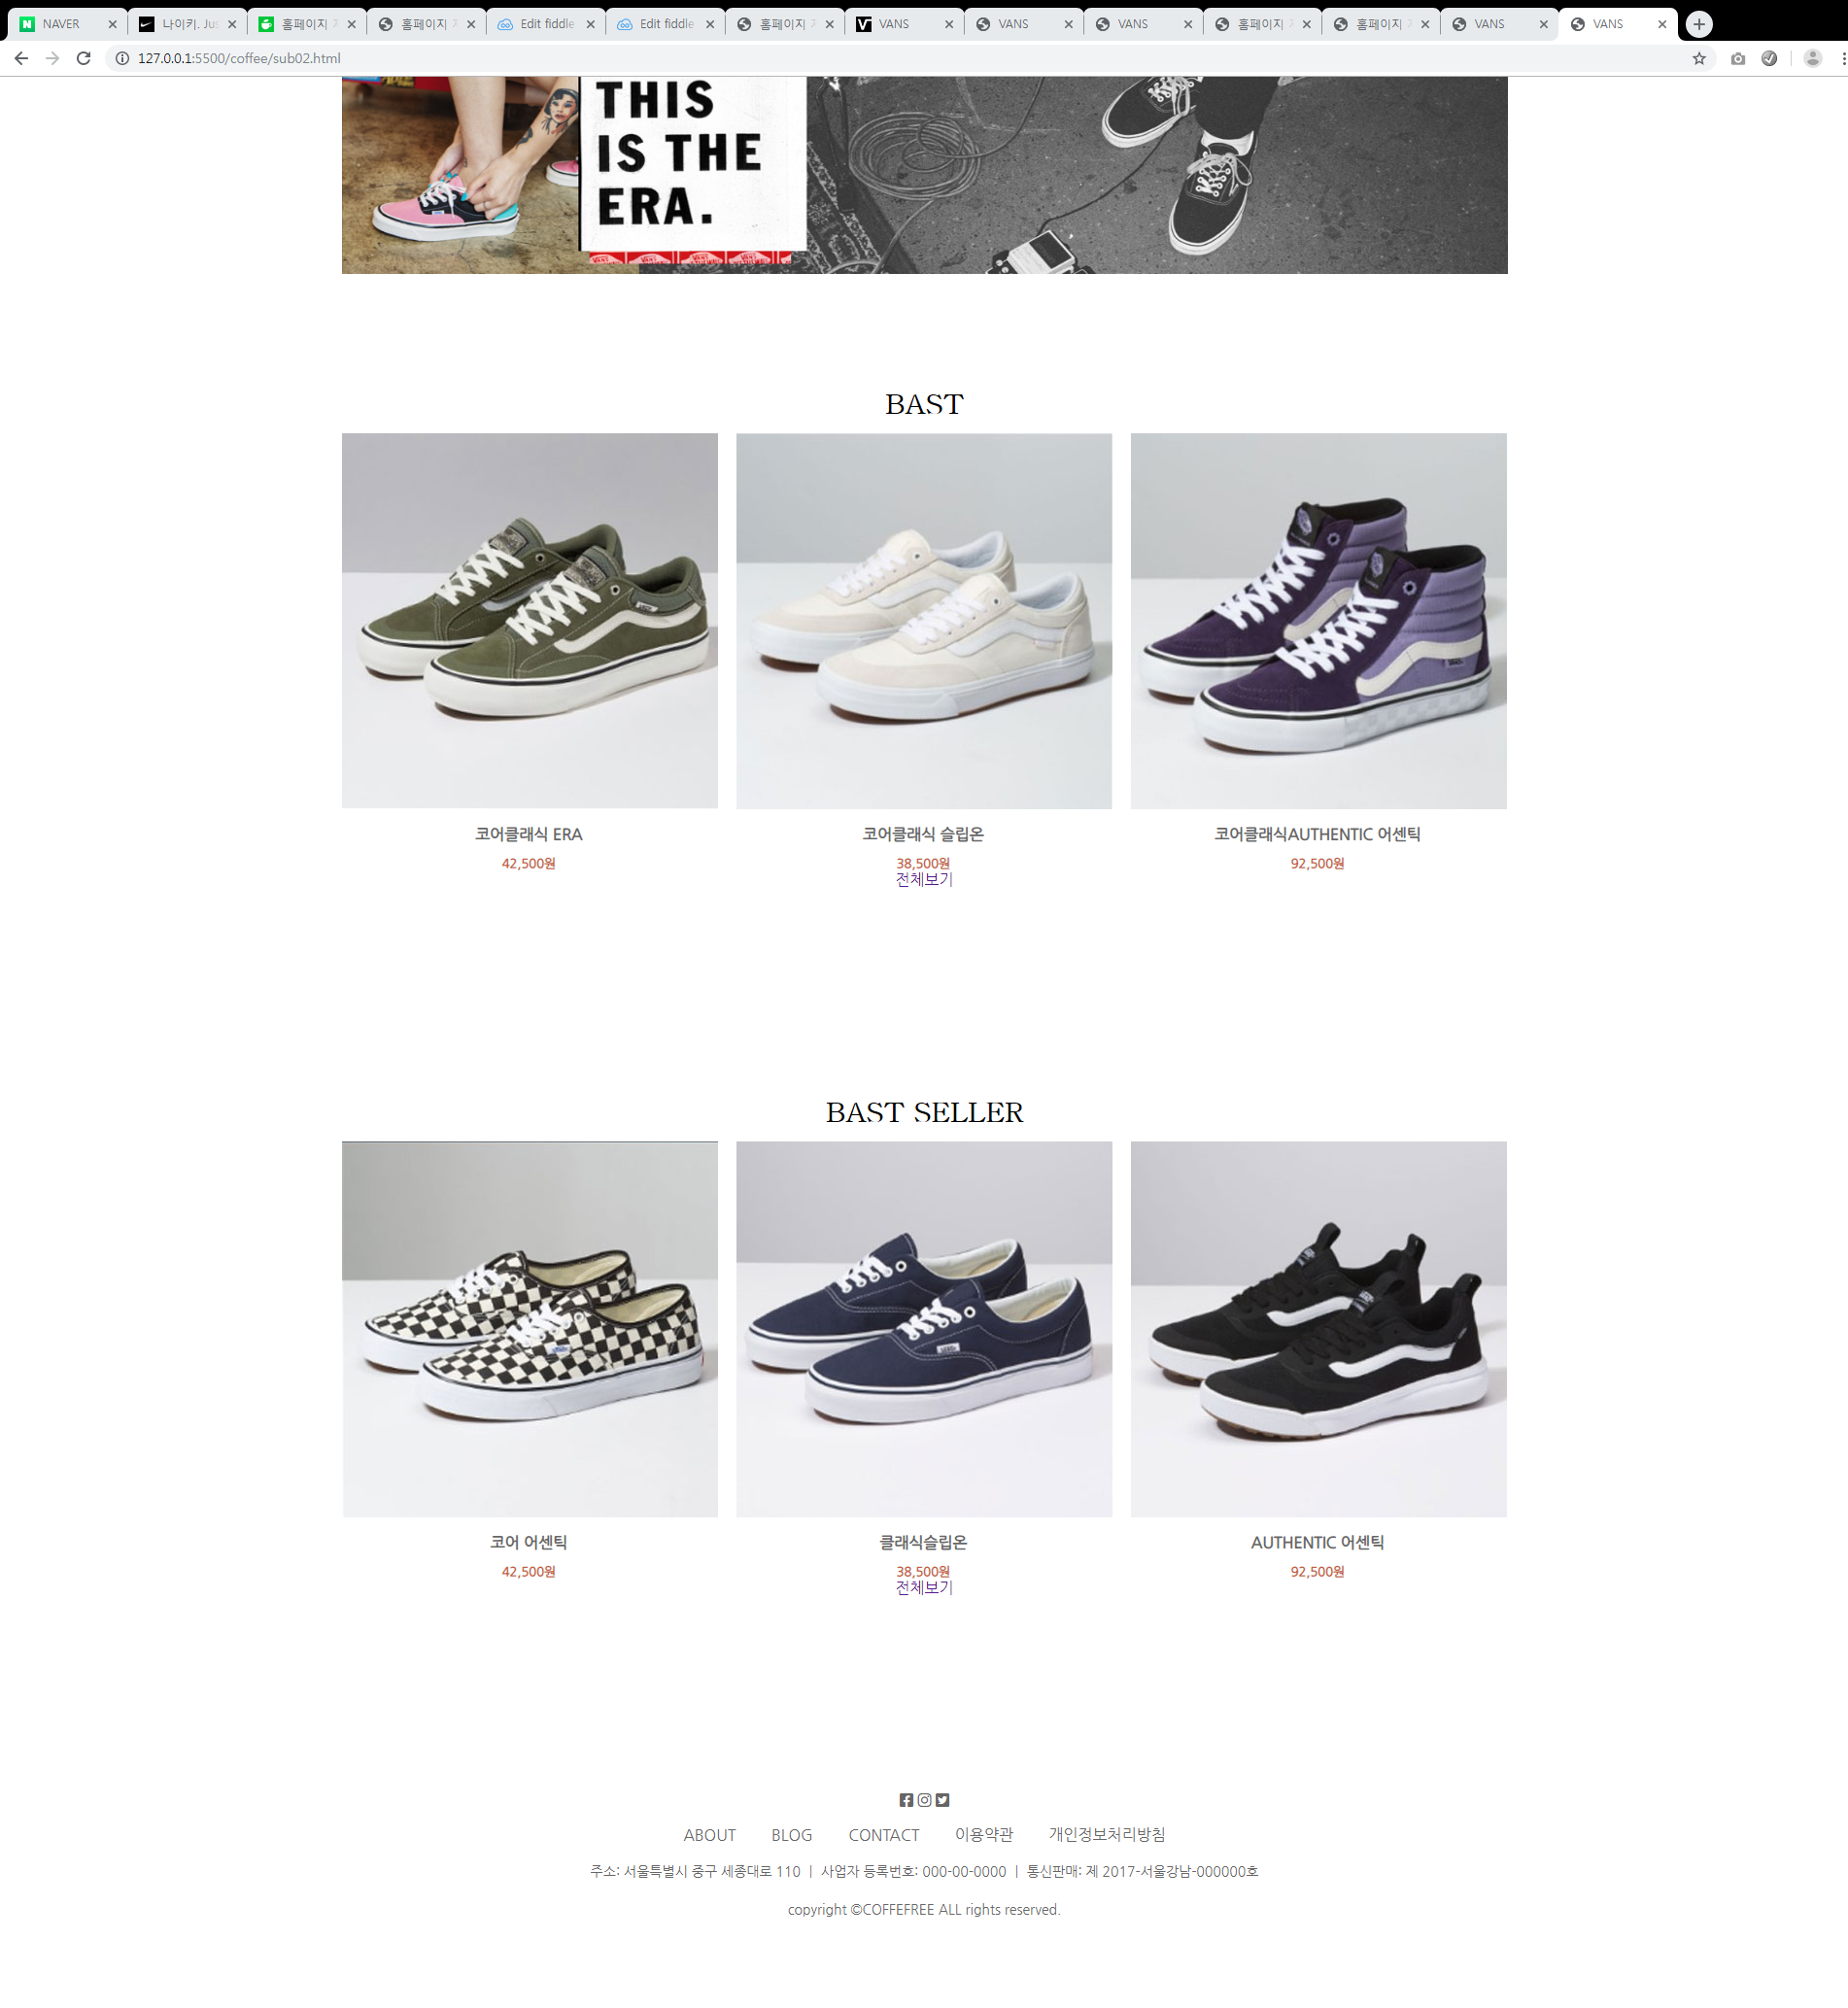 NAVER
나이키. Jus
홈페이지
홈페이지
Edit fiddle
Edit fiddle
홈페이지
VANS
VANS
VANS
홈페이지
홈페이지
VANS
VANS
127.0.0.1:5500/coffee/sub02.html
THIS
IS THE
ERA.
BAST
코어클래식 ERA
42,500원
코어클래식 슬립온
38,500원
전체보기
코어클래식AUTHENTIC 어센틱
92,500원
BAST SELLER
코어 어센틱
42,500원
클래식슬립온
38,500원
전체보기
AUTHENTIC 어센틱
92,500원
ABOUT BLOG CONTACT 이용약관 개인정보처리방침
주소: 서울특별시 중구 세종대로 110 | 사업자 등록번호: 000-00-0000 | 통신판매: 제 2017-서울강남-000000호
copyright ©COFFEFREE ALL rights reserved.